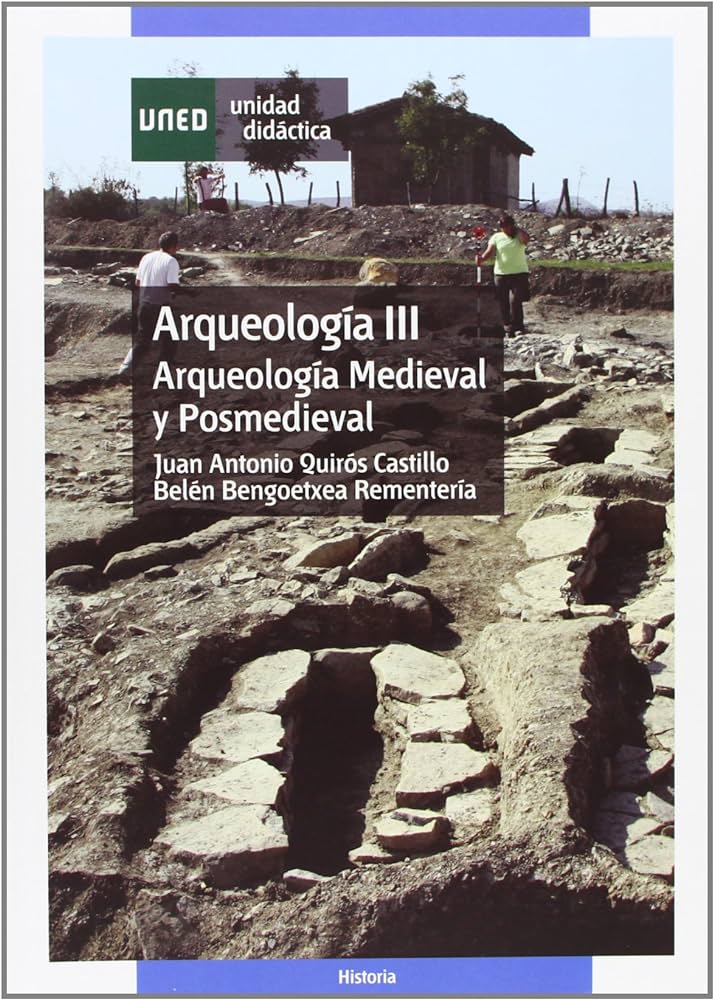 UNED
unidad
didáctica
Arqueología III
Arqueología Medieval
y Posmedieval
Juan Antonio Quirós Castillo
Belén Bengoetxea Rementería
Historia